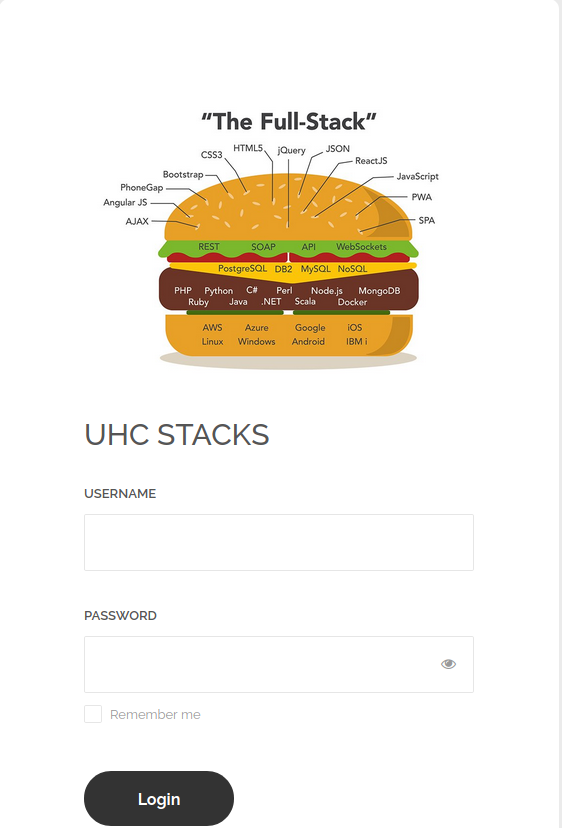 “The Full-Stack”
HTML5 jQuery JSON
CSS3 ReactJS
Bootstrap JavaScript
PhoneGap PWA
Angular JS
AJAX SPA
REST SOAP API WebSockets
PostgreSQL DB2 MySQL NoSQL
PHP Python C# Perl Node.js MongoDB
Ruby Java .NET Scala Docker
AWS Azure Google iOS
Linux Windows Android IBM i
UHC STACKS
USERNAME
PASSWORD
Remember me
Login